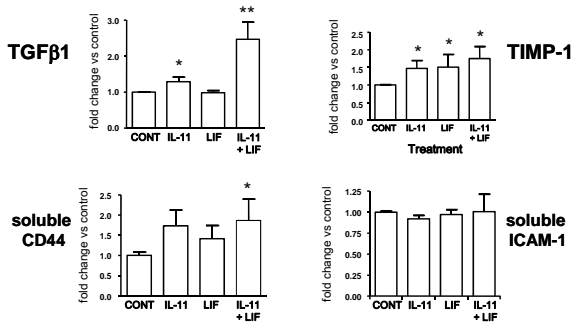 TGFβ1
fold change vs control
3.0
2.5
2.0
1.5
1.0
0.5
0.0
*
**
CONT IL-11 LIF IL-11
+ LIF
TIMP-1
fold change vs control
2.5
2.0
1.5
1.0
0.5
0.0
* * *
CONT IL-11 LIF IL-11
+ LIF
Treatment
soluble
CD44
fold change vs control
2.5
2.0
1.5
1.0
0.5
0.0
*
CONT IL-11 LIF IL-11
+ LIF
soluble
ICAM-1
fold change vs control
1.25
1.00
0.75
0.50
0.25
0.00
CONT IL-11 LIF IL-11
+ LIF